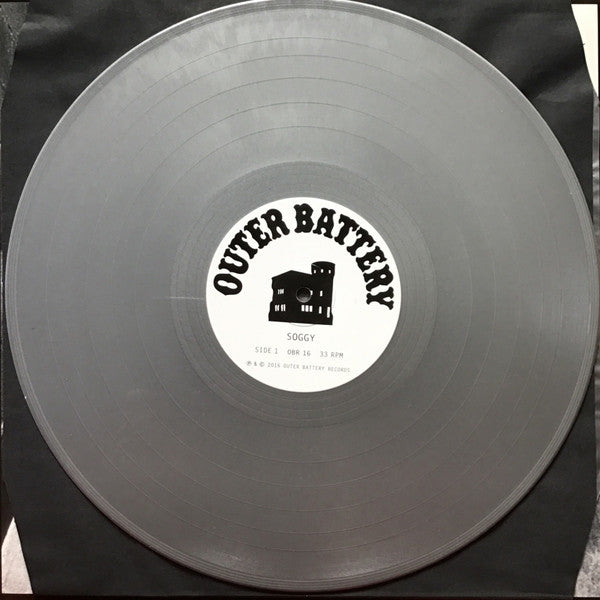 OUTER BATTERY
SOGGY
SIDE 1 OBR 16 33 RPM
℗ & © 2016 OUTER BATTERY RECORDS